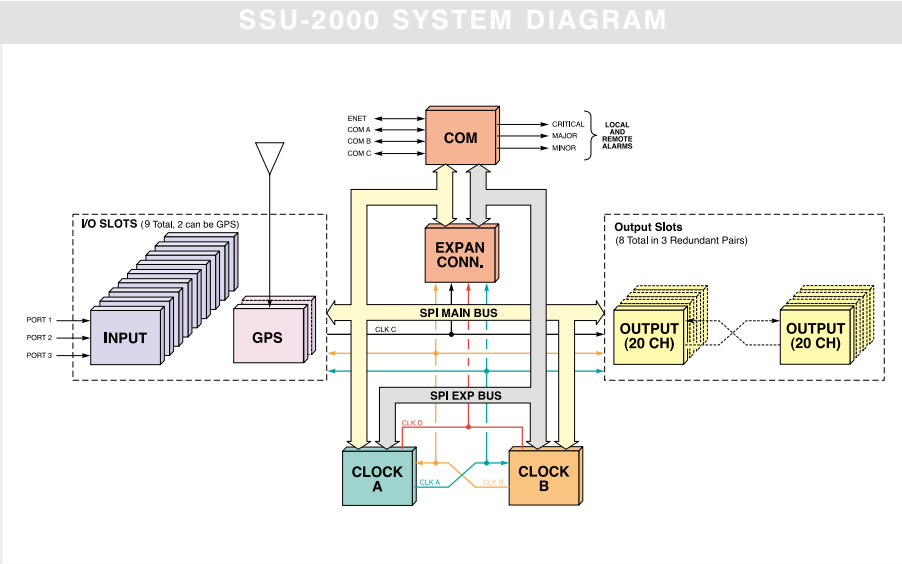 SSU-2000 SYSTEM DIAGRAM
ENET
COM A
COM B
COM C
COM
CRITICAL
MAJOR
MINOR
LOCAL
AND
REMOTE
ALARMS
I/O SLOTS (9 Total, 2 can be GPS)
EXPAN
CONN.
Output Slots
(8 Total in 3 Redundant Pairs)
PORT 1
PORT 2
PORT 3
INPUT
GPS
SPI MAIN BUS
CLK C
OUTPUT
(20 CH)
OUTPUT
(20 CH)
SPI EXP BUS
CLK D
CLOCK
A
CLK A
CLK B
CLOCK
B